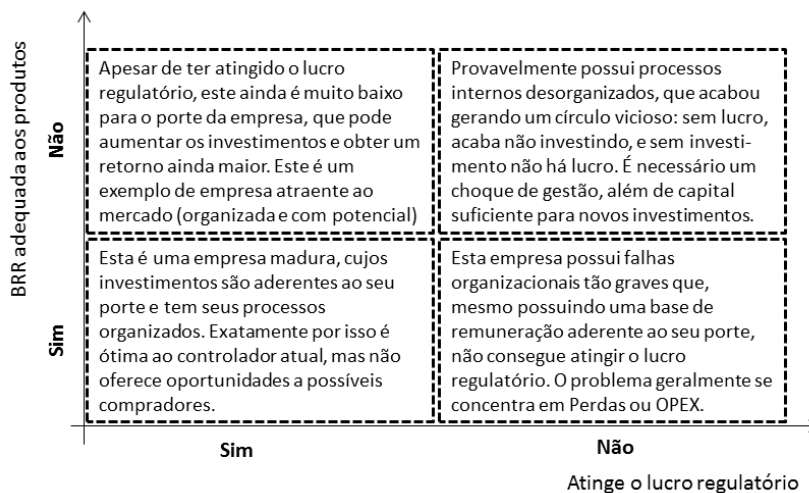 BRR adequada aos produtos
Não
Apesar de ter atingido o lucro
regulatório, este ainda é muito baixo
para o porte da empresa, que pode
aumentar os investimentos e obter um
retorno ainda maior. Este é um
exemplo de empresa atraente ao
mercado (organizada e com potencial)
Provavelmente possui processos
internos desorganizados, que acabou
gerando um círculo vicioso: sem lucro,
acaba não investindo, e sem investi-
mento não há lucro. É necessário um
choque de gestão, além de capital
suficiente para novos investimentos.
Sim
Esta é uma empresa madura, cujos
investimentos são aderentes ao seu
porte e tem seus processos
organizados. Exatamente por isso é
ótima ao controlador atual, mas não
oferece oportunidades a possíveis
compradores.
Esta empresa possui falhas
organizacionais tão graves que,
mesmo possuindo uma base de
remuneração aderente ao seu porte,
não consegue atingir o lucro
regulatório. O problema geralmente se
concentra em Perdas ou OPEX.
Sim
Não
Atinge o lucro regulatório